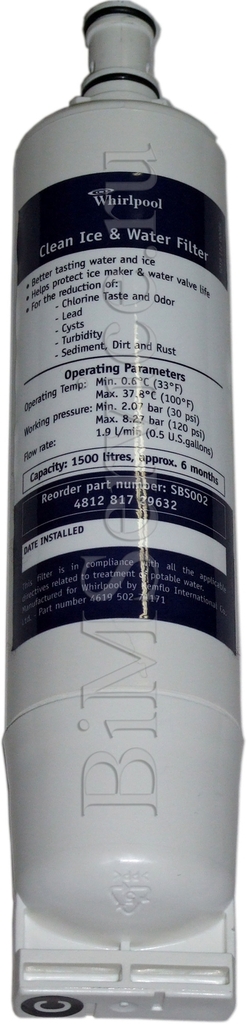 Whirlpool
Clean Ice & Water Filter
• Better tasting water and ice
• Helps protect ice maker & water valve life
• For the reduction of:
- Chlorine Taste and Odor
- Lead
- Cysts
- Turbidity
- Sediment, Dirt and Rust
Operating Parameters
Operating Temp: Min. 0.6°C (33°F)
Max. 37.8°C (100°F)
Working pressure: Min. 2.07 bar (30 psi)
Max. 8.27 bar (120 psi)
Flow rate: 1.9 l/min (0.5 U.S.gallons)
Capacity: 1500 litres, approx. 6 months
Reorder part number: SBS002
4812 817 29632
DATE INSTALLED
This filter is in compliance with all the
directives related to treatment of potable water.
Manufactured for Whirlpool by Kemflo International
Part number 4619 502
C
BiMService.ru